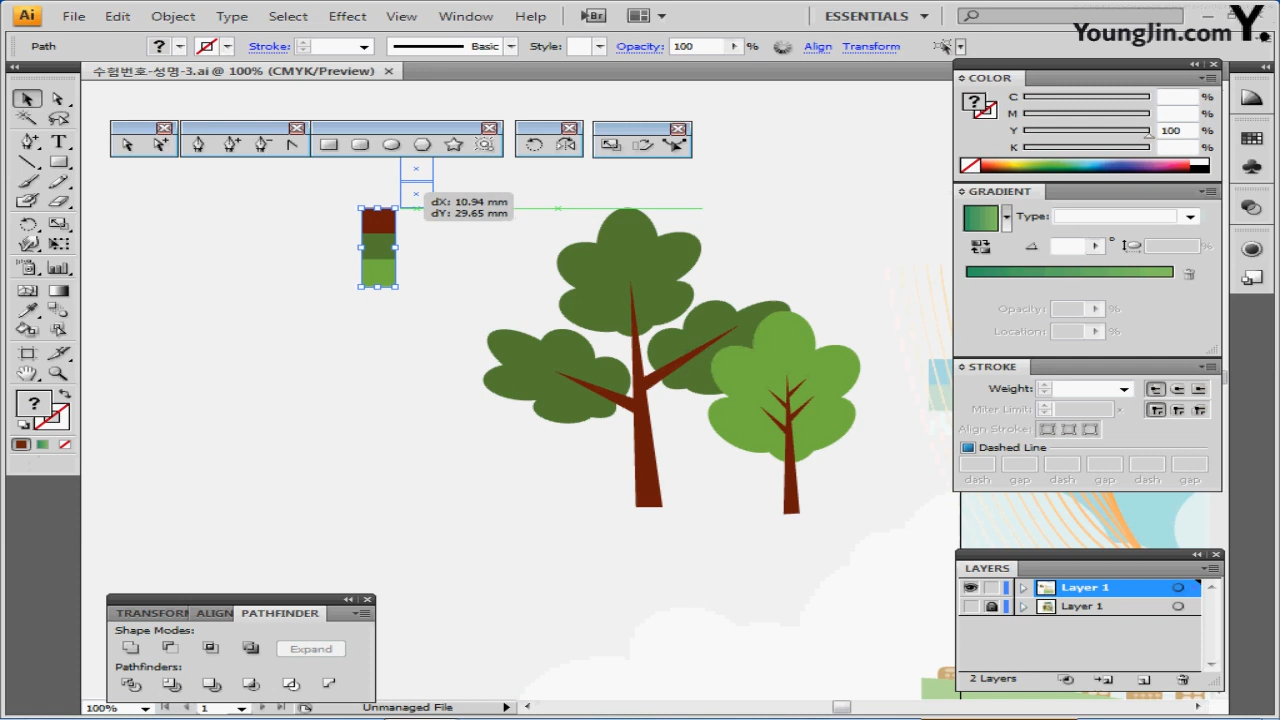 Ai File Edit Object Type Select Effect View Window Help Br ESSENTIALS
YoungJin.com Y.
Path ? Stroke: Basic Style: Opacity: 100 % Align Transform
수험번호-성명-3.ai @ 100% (CMYK/Preview) ×
COLOR
? C %
M %
Y 100 %
K %
GRADIENT
Type:
° %
Opacity: %
Location: %
dX: 10.94 mm
dY: 29.65 mm
STROKE
Weight:
Miter Limit: x
Align Stroke:
Dashed Line
dash gap dash gap dash gap
T
?
LAYERS
Layer 1
Layer 1
2 Layers
TRANSFORM ALIGN PATHFINDER
Shape Modes:
Expand
Pathfinders:
100% 1 Unmanaged File